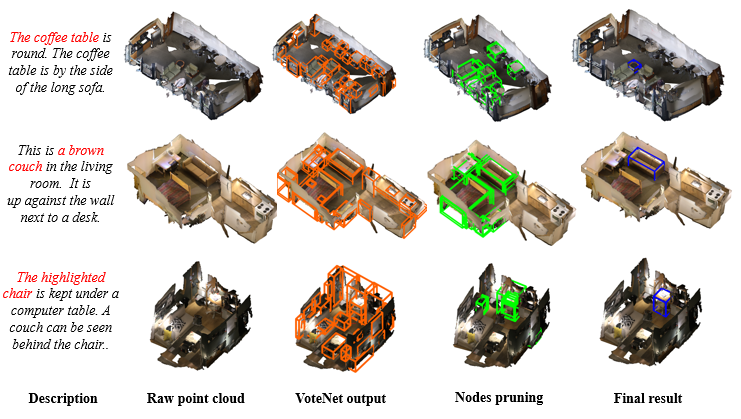 The coffee table is
round. The coffee
table is by the side
of the long sofa.
This is a brown
couch in the living
room. It is
up against the wall
next to a desk.
The highlighted
chair is kept under a
computer table. A
couch can be seen
behind the chair..
Description Raw point cloud VoteNet output Nodes pruning Final result